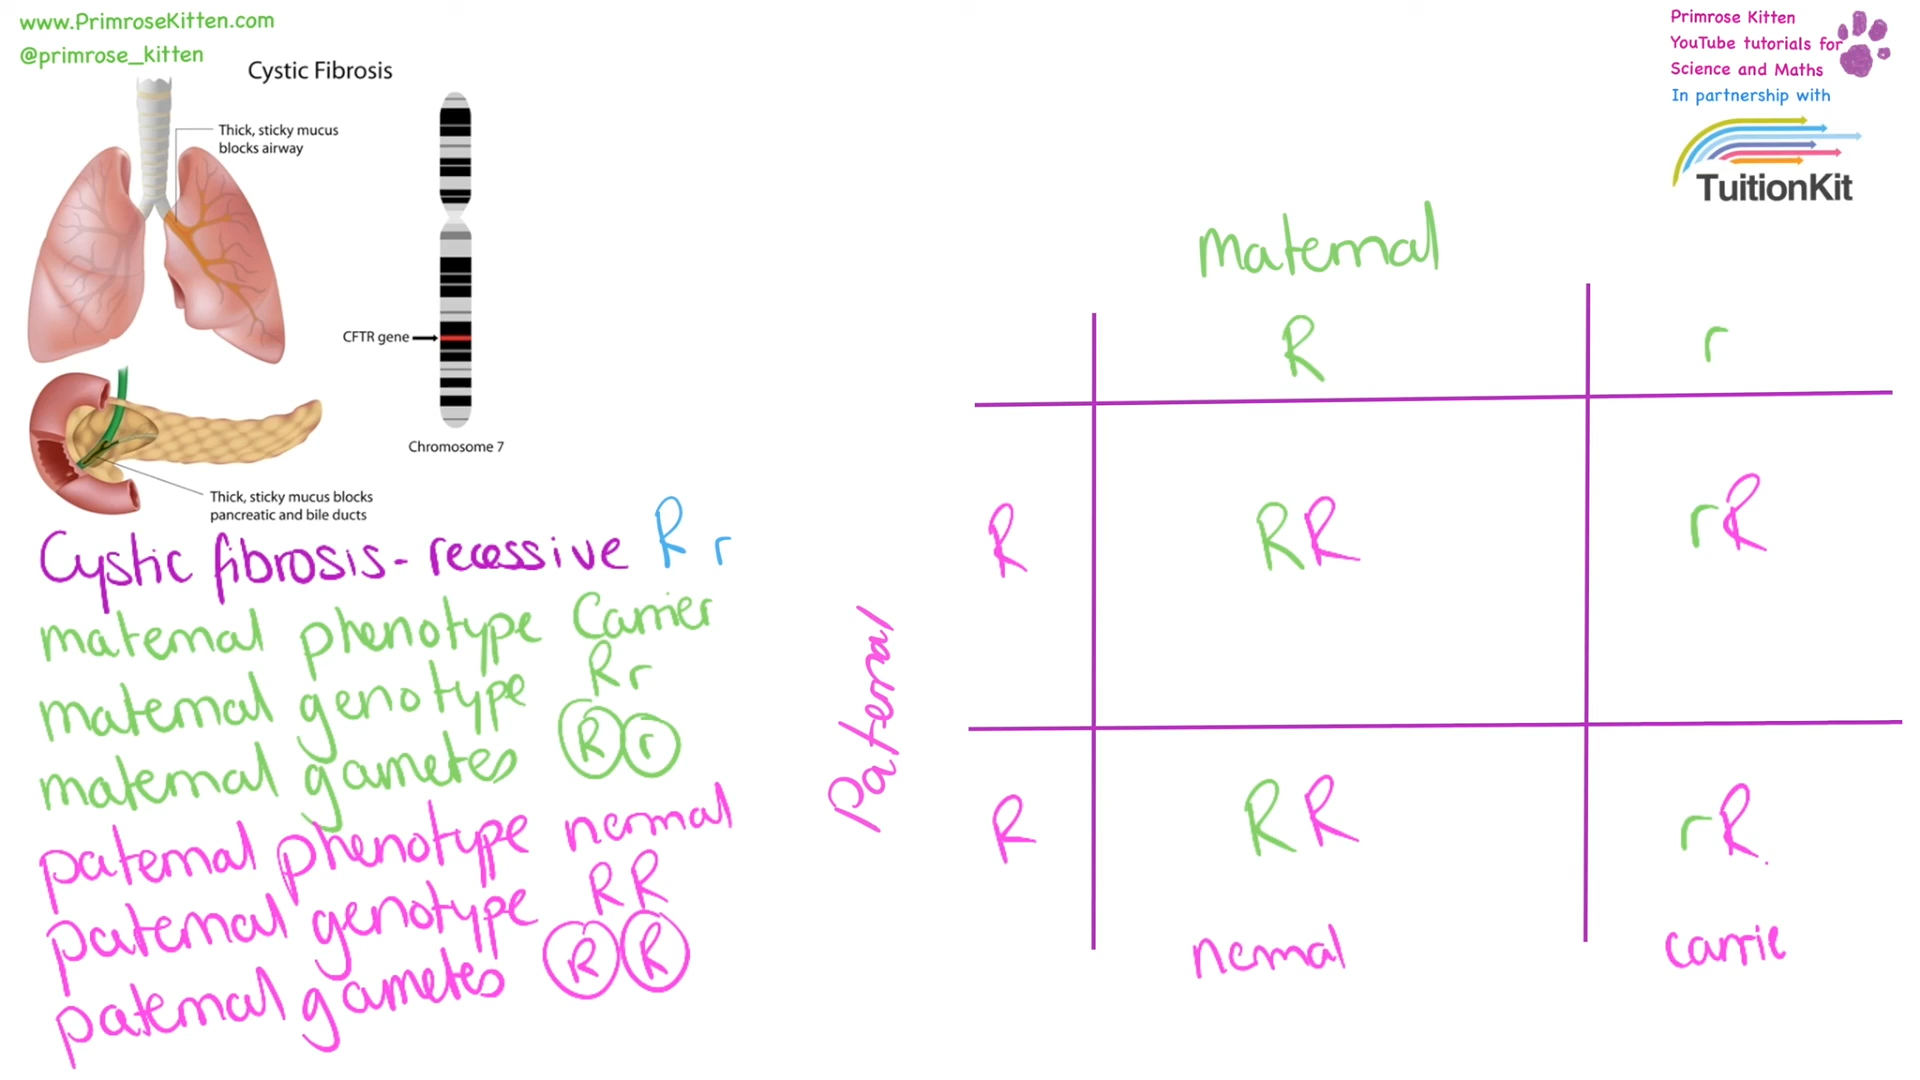 www.PrimroseKitten.com
@primrose_kitten
Cystic Fibrosis
Thick, sticky mucus
blocks airway
CFTR gene
Chromosome 7
Thick, sticky mucus blocks
pancreatic and bile ducts
Cystic fibrosis - recessive R r
maternal phenotype Carrier
maternal genotype Rr
maternal gametes R r
paternal phenotype normal
paternal genotype RR
paternal gametes R R
Primrose Kitten
YouTube tutorials for
Science and Maths
In partnership with
TuitionKit
maternal
R r
Paternal
R RR rR
R RR rR
normal carrie